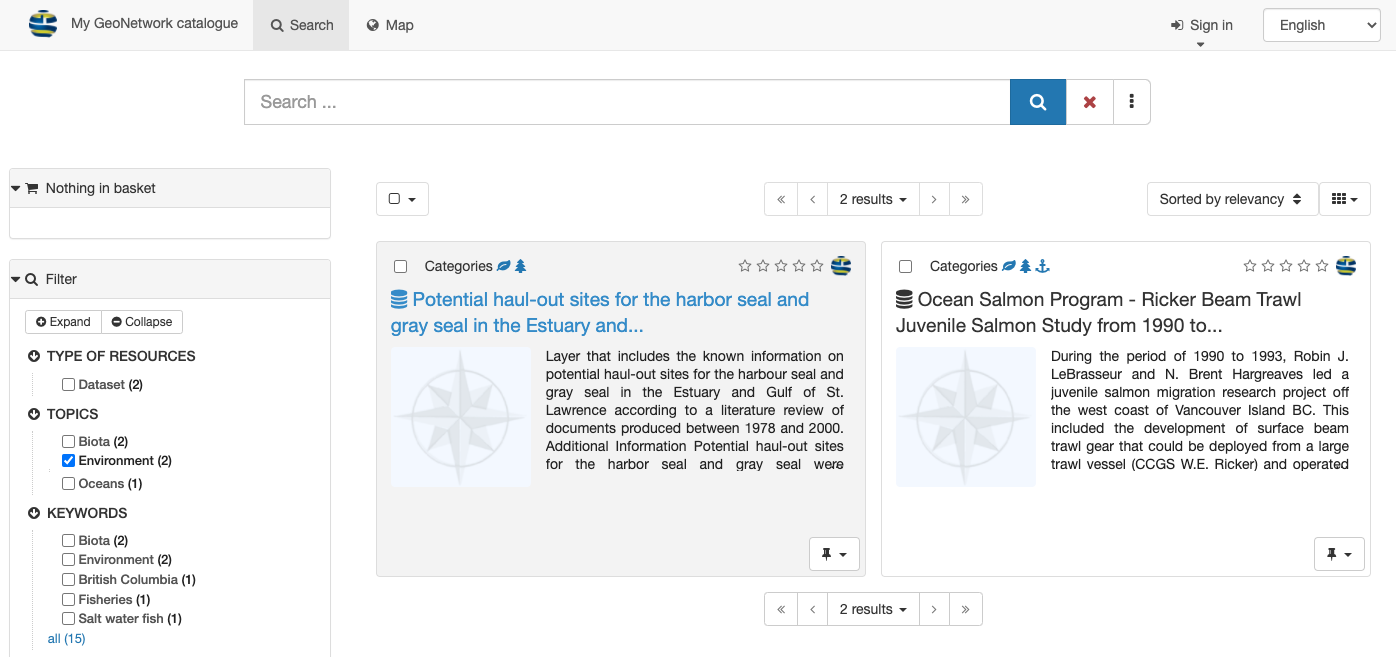 My GeoNetwork catalogue
Search
Map
Sign in
English
Search ...
Nothing in basket
Filter
Expand
Collapse
TYPE OF RESOURCES
Dataset (2)
TOPICS
Biota (2)
Environment (2)
Oceans (1)
KEYWORDS
Biota (2)
Environment (2)
British Columbia (1)
Fisheries (1)
Salt water fish (1)
all (15)
« ‹ 2 results › »
Sorted by relevancy
Categories
Potential haul-out sites for the harbor seal and
gray seal in the Estuary and...
Layer that includes the known information on
potential haul-out sites for the harbour seal and
gray seal in the Estuary and Gulf of St.
Lawrence according to a literature review of
documents produced between 1978 and 2000.
Additional Information Potential haul-out sites
for the harbor seal and gray seal were
Categories
Ocean Salmon Program - Ricker Beam Trawl
Juvenile Salmon Study from 1990 to...
During the period of 1990 to 1993, Robin J.
LeBrasseur and N. Brent Hargreaves led a
juvenile salmon migration research project off
the west coast of Vancouver Island BC. This
included the development of surface beam
trawl gear that could be deployed from a large
trawl vessel (CCGS W.E. Ricker) and operated
« ‹ 2 results › »